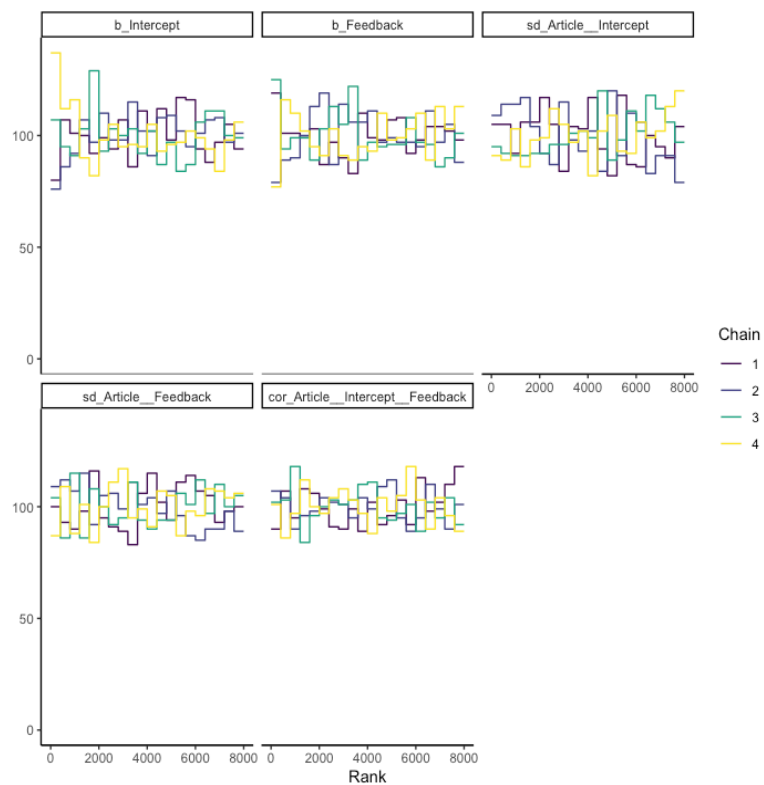 b_Intercept b_Feedback sd_Article__Intercept
100
50
0
0 2000 4000 6000 8000
Chain
1
2
3
4
sd_Article__Feedback cor_Article__Intercept__Feedback
100
50
0
0 2000 4000 6000 8000 0 2000 4000 6000 8000
Rank